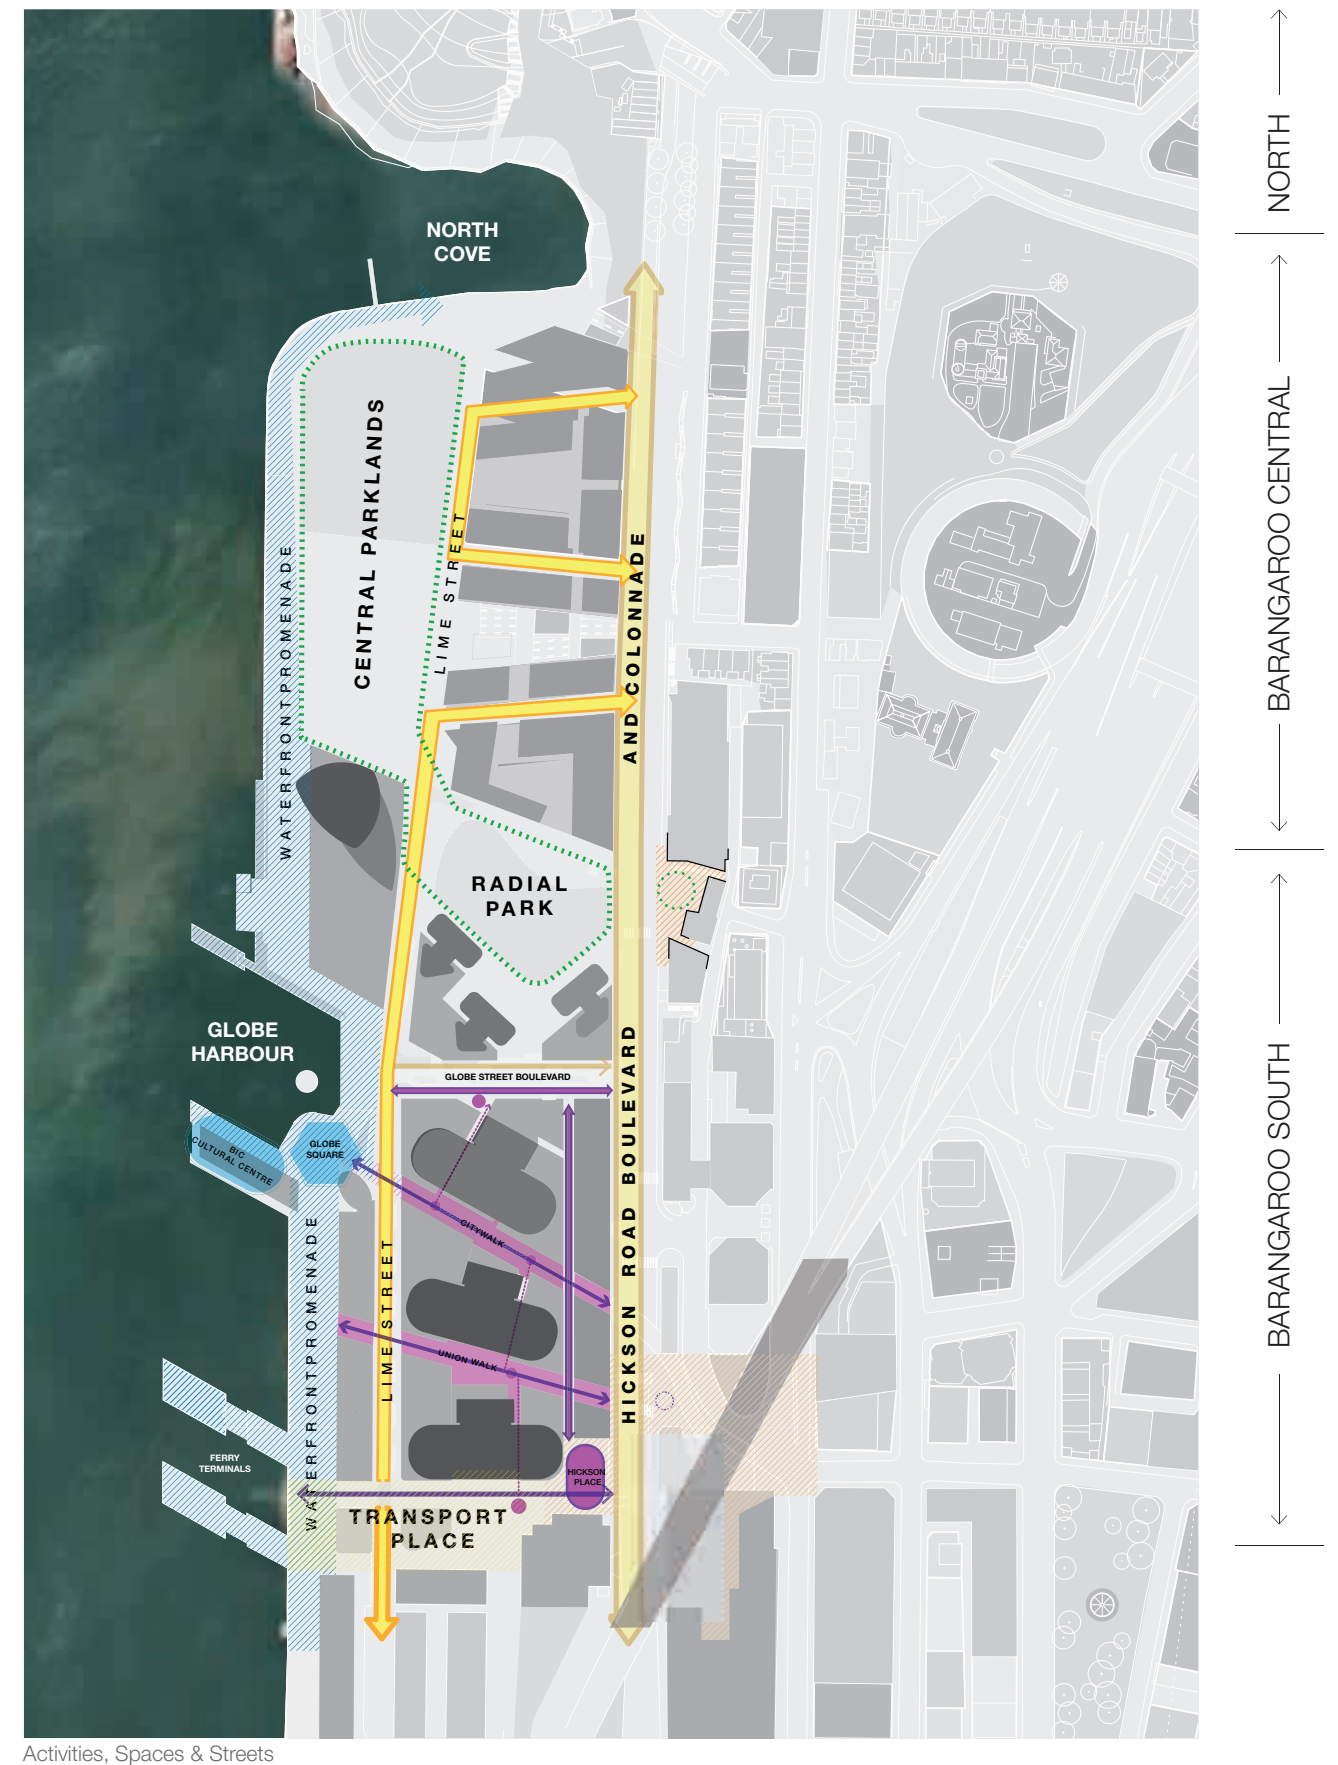 NORTH
COVE
NORTH
BARANGAROO CENTRAL
CENTRAL PARKLANDS
WATERFRONT PROMENADE
LIME STREET
AND COLONNADE
RADIAL
PARK
BARANGAROO SOUTH
GLOBE
HARBOUR
GLOBE STREET BOULEVARD
HICKSON ROAD BOULEVARD
BIC
CULTURAL CENTRE
GLOBE
SQUARE
CITYWALK
WATERFRONT PROMENADE
LIME STREET
UNION WALK
FERRY
TERMINALS
HICKSON
PLACE
TRANSPORT
PLACE
Activities, Spaces & Streets